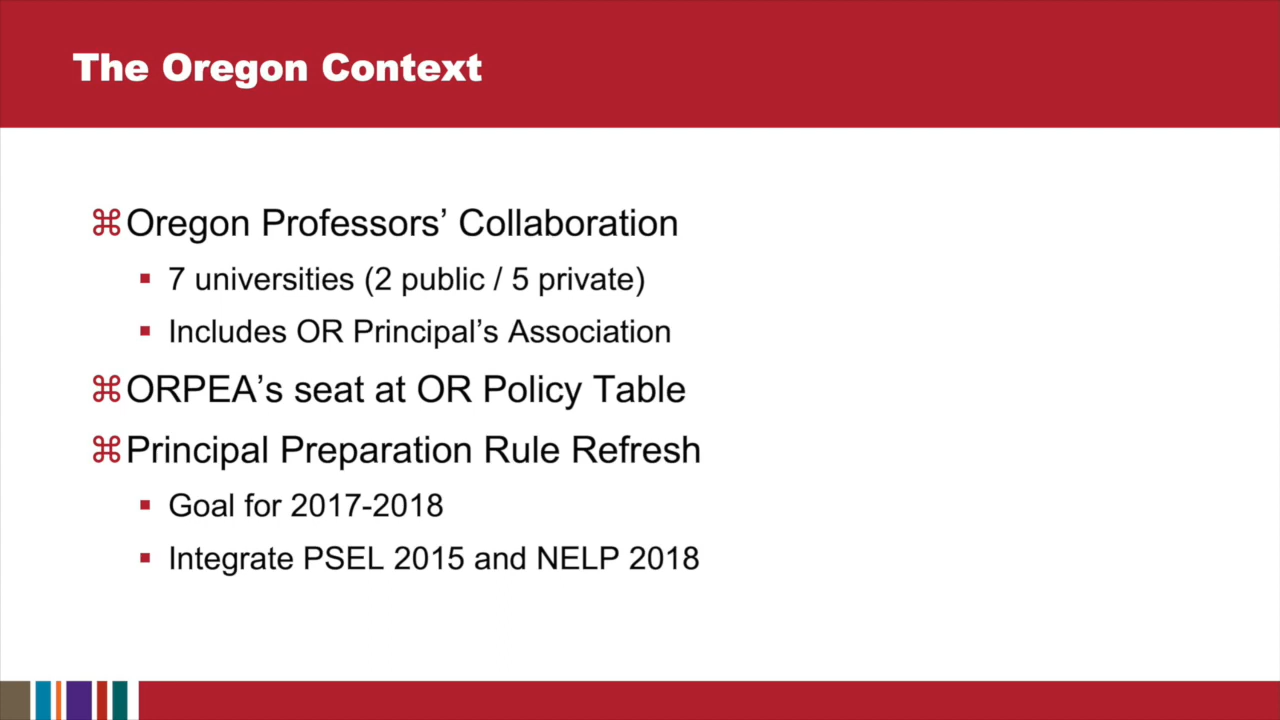 The Oregon Context
⌘Oregon Professors’ Collaboration
▪ 7 universities (2 public / 5 private)
▪ Includes OR Principal’s Association
⌘ORPEA’s seat at OR Policy Table
⌘Principal Preparation Rule Refresh
▪ Goal for 2017-2018
▪ Integrate PSEL 2015 and NELP 2018